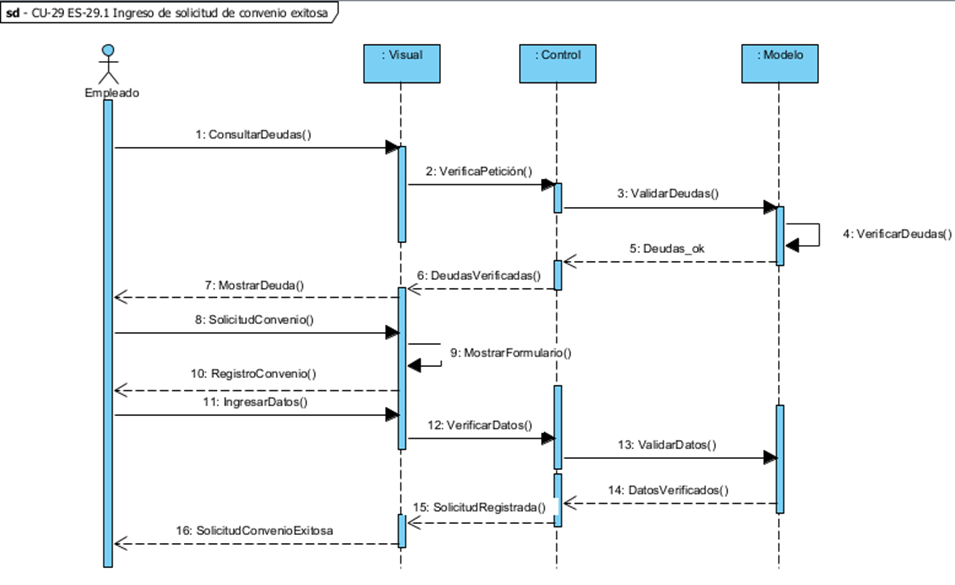 sd - CU-29 ES-29.1 Ingreso de solicitud de convenio exitosa
Empleado
: Visual
: Control
: Modelo
1: ConsultarDeudas()
2: VerificaPetición()
3: ValidarDeudas()
4: VerificarDeudas()
5: Deudas_ok
6: DeudasVerificadas()
7: MostrarDeuda()
8: SolicitudConvenio()
9: MostrarFormulario()
10: RegistroConvenio()
11: IngresarDatos()
12: VerificarDatos()
13: ValidarDatos()
14: DatosVerificados()
15: SolicitudRegistrada()
16: SolicitudConvenioExitosa